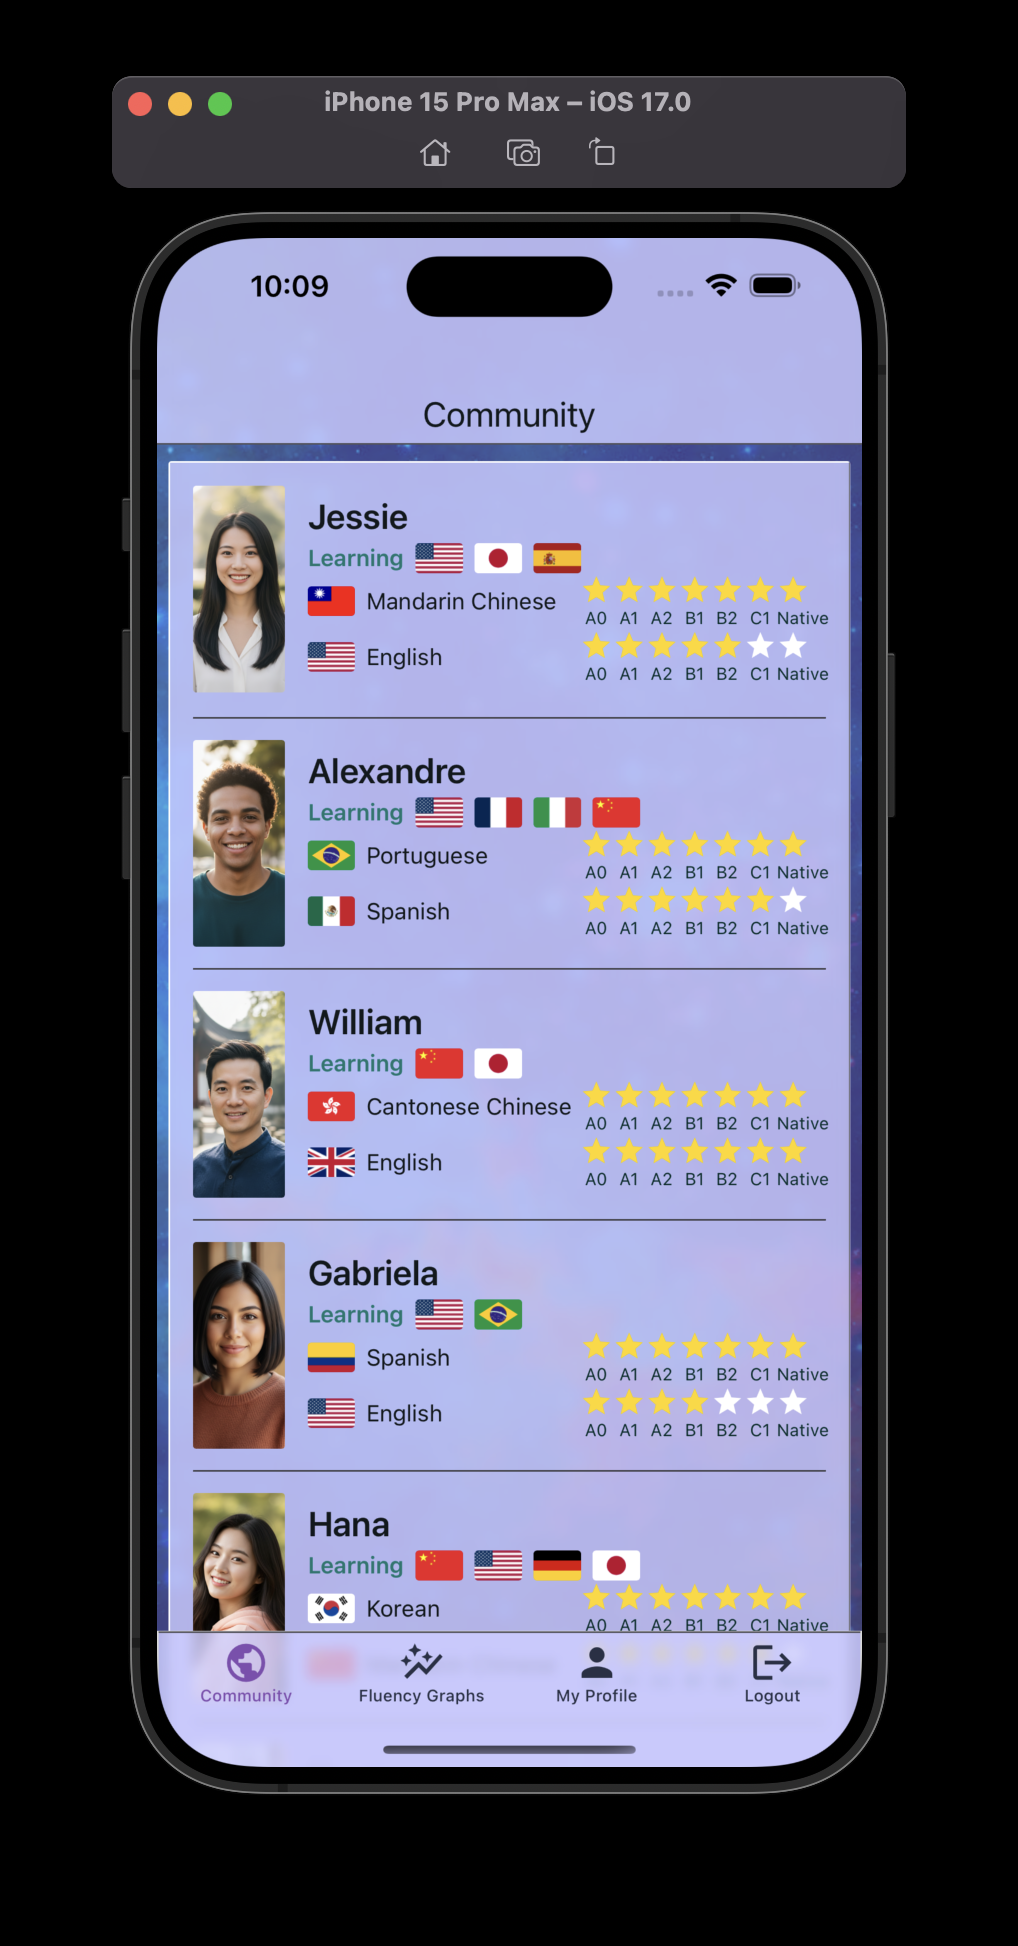 iPhone 15 Pro Max – iOS 17.0
10:09
Community
Jessie
Learning
Mandarin Chinese
A0 A1 A2 B1 B2 C1 Native
English
A0 A1 A2 B1 B2 C1 Native
Alexandre
Learning
Portuguese
A0 A1 A2 B1 B2 C1 Native
Spanish
A0 A1 A2 B1 B2 C1 Native
William
Learning
Cantonese Chinese
A0 A1 A2 B1 B2 C1 Native
English
A0 A1 A2 B1 B2 C1 Native
Gabriela
Learning
Spanish
A0 A1 A2 B1 B2 C1 Native
English
A0 A1 A2 B1 B2 C1 Native
Hana
Learning
Korean
A0 A1 A2 B1 B2 C1 Native
Community Fluency Graphs My Profile Logout